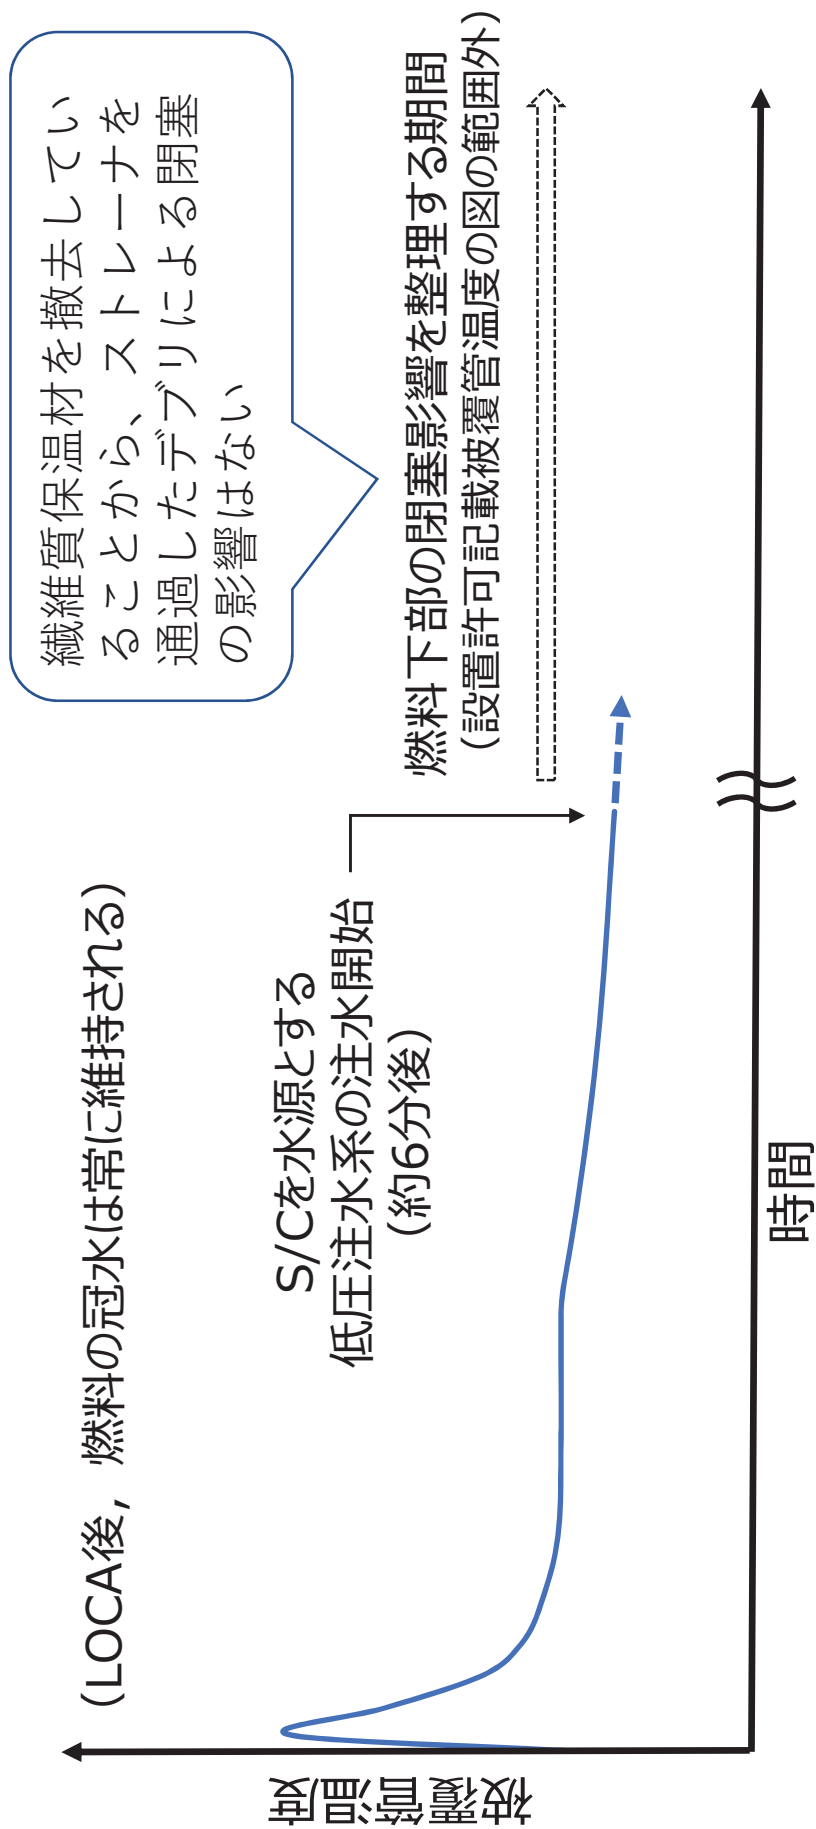 (LOCA後，燃料の冠水は常に維持される)
繊維質保温材を撤去してい
ることから、ストレーナを
通過したデブリによる閉塞
の影響はない
S/Cを水源とする
低圧注水系の注水開始
(約6分後)
燃料下部の閉塞影響を整理する期間
(設置許可記載被覆管温度の図の範囲外)
被覆管温度
時間